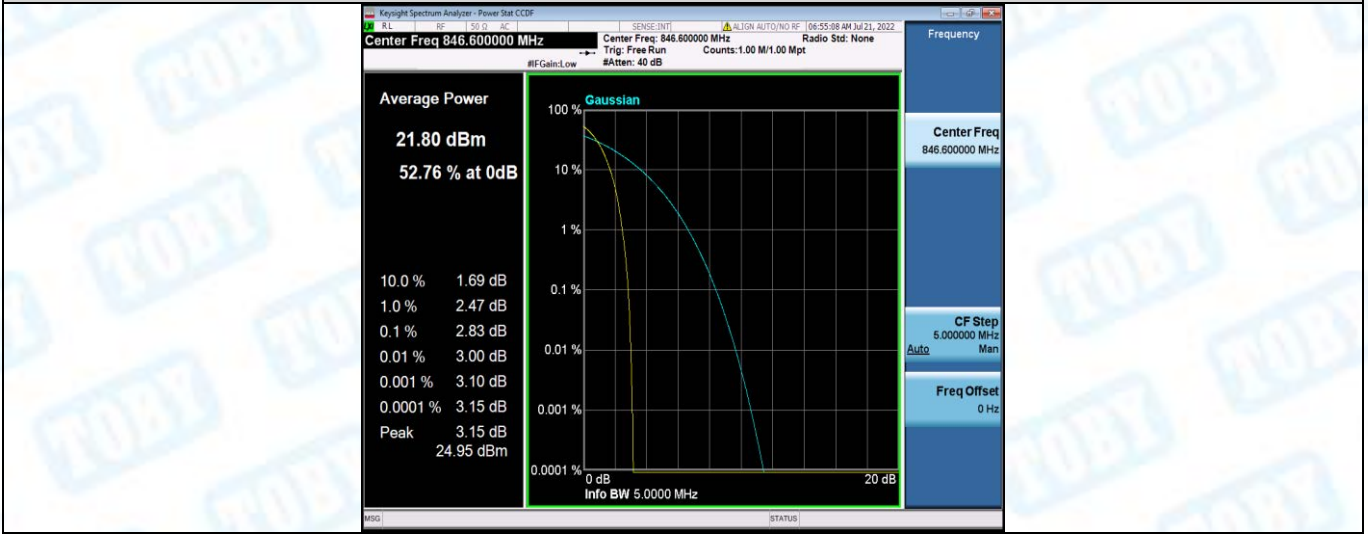 Keysight Spectrum Analyzer - Power Stat CCDF
RL RF 50 Ω AC SENSE:INT ALIGN AUTO/NO RF 06:55:08 AM Jul 21, 2022
Center Freq 846.600000 MHz
Center Freq: 846.600000 MHz Radio Std: None
Trig: Free Run Counts:1.00 M/1.00 Mpt
#IFGain:Low #Atten: 40 dB
Frequency
Average Power
21.80 dBm
52.76 % at 0dB
10.0 % 1.69 dB
1.0 % 2.47 dB
0.1 % 2.83 dB
0.01 % 3.00 dB
0.001 % 3.10 dB
0.0001 % 3.15 dB
Peak 3.15 dB
24.95 dBm
Gaussian
100 %
10 %
1 %
0.1 %
0.01 %
0.001 %
0.0001 %
0 dB 20 dB
Info BW 5.0000 MHz
Center Freq
846.600000 MHz
CF Step
5.000000 MHz
Auto Man
Freq Offset
0 Hz
MSG STATUS
TOBY
TOBY
TOBY
TOBY
TOBY
TOBY
TOBY
TOBY